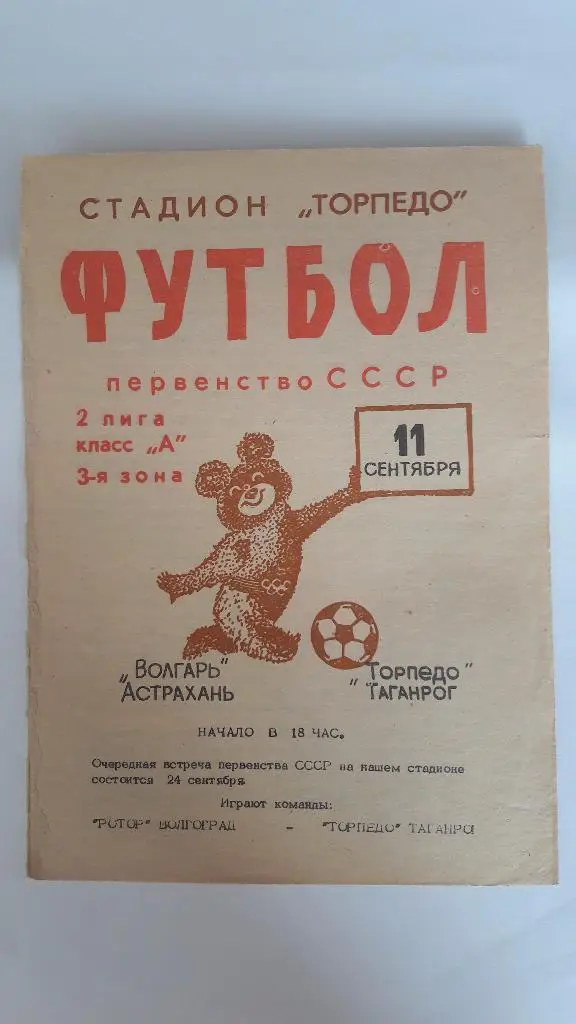 СТАДИОН „ТОРПЕДО"
ФУТБОЛ
первенство СССР
2 лига
класс „А"
3-я зона
11
СЕНТЯБРЯ
„Волгарь"
Астрахань
„Торпедо"
Таганрог
НАЧАЛО В 18 ЧАС.
Очередная встреча первенства СССР на нашем стадионе
состоится 24 сентября
Играют команды:
"РОТОР" ВОЛГОГРАД – "ТОРПЕДО" ТАГАНРОГ